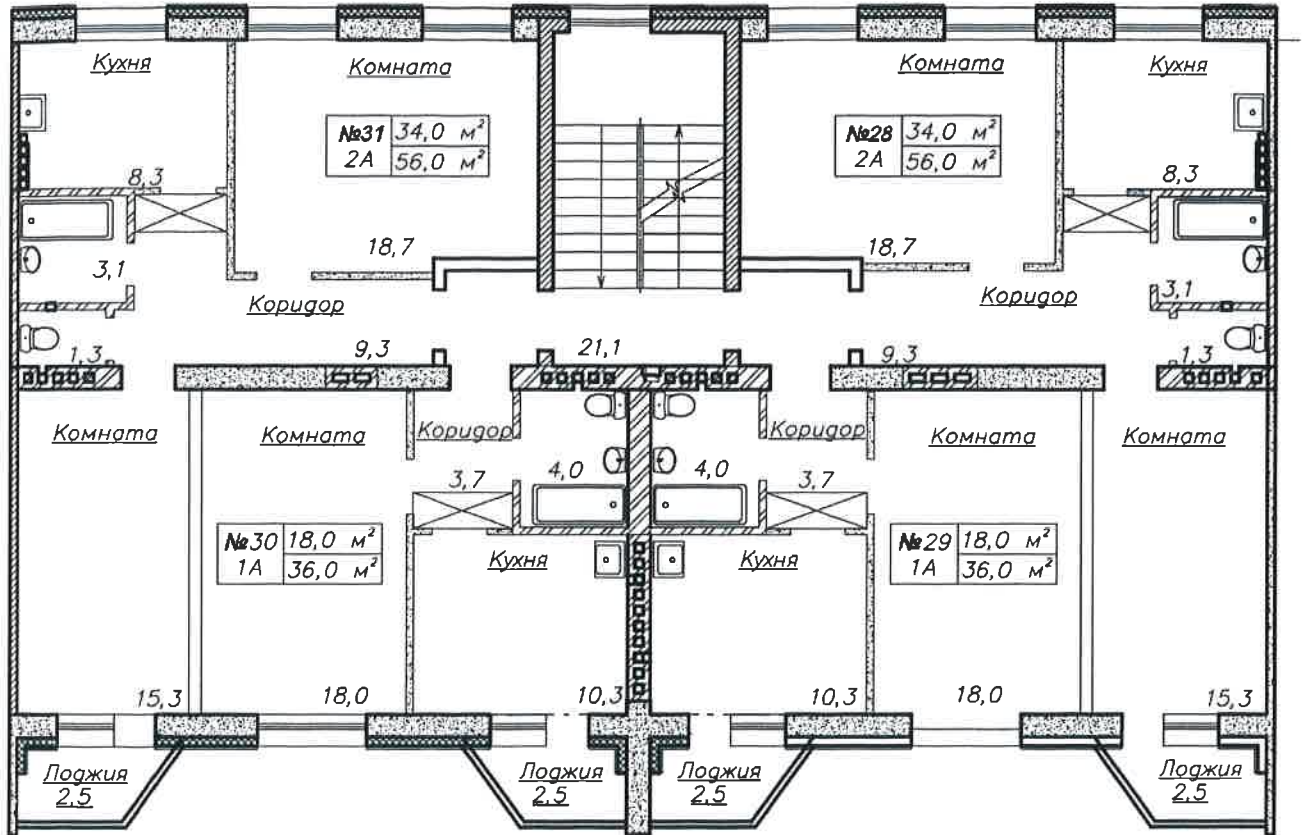 Кухня
Комната
Комната
Кухня
№31 34,0 м²
2А 56,0 м²
№28 34,0 м²
2А 56,0 м²
8,3
8,3
18,7
18,7
3,1
3,1
Коридор
Коридор
1,3
9,3
21,1
9,3
1,3
Комната
Комната
Коридор
Коридор
Комната
Комната
3,7
4,0
4,0
3,7
№30 18,0 м²
1А 36,0 м²
№29 18,0 м²
1А 36,0 м²
Кухня
Кухня
15,3
18,0
10,3
10,3
18,0
15,3
Лоджия
2,5
Лоджия
2,5
Лоджия
2,5
Лоджия
2,5